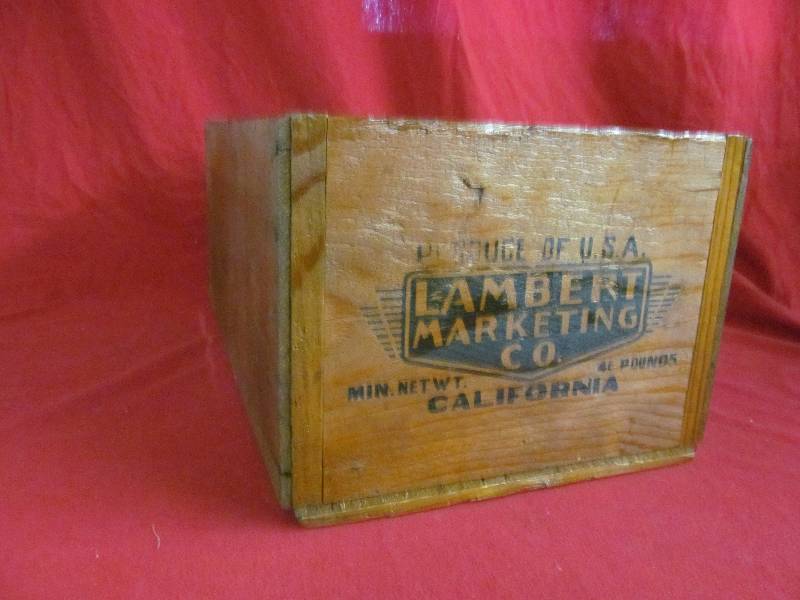 PRODUCE OF U.S.A.
LAMBERT
MARKETING
CO.
MIN. NET WT. POUNDS
CALIFORNIA